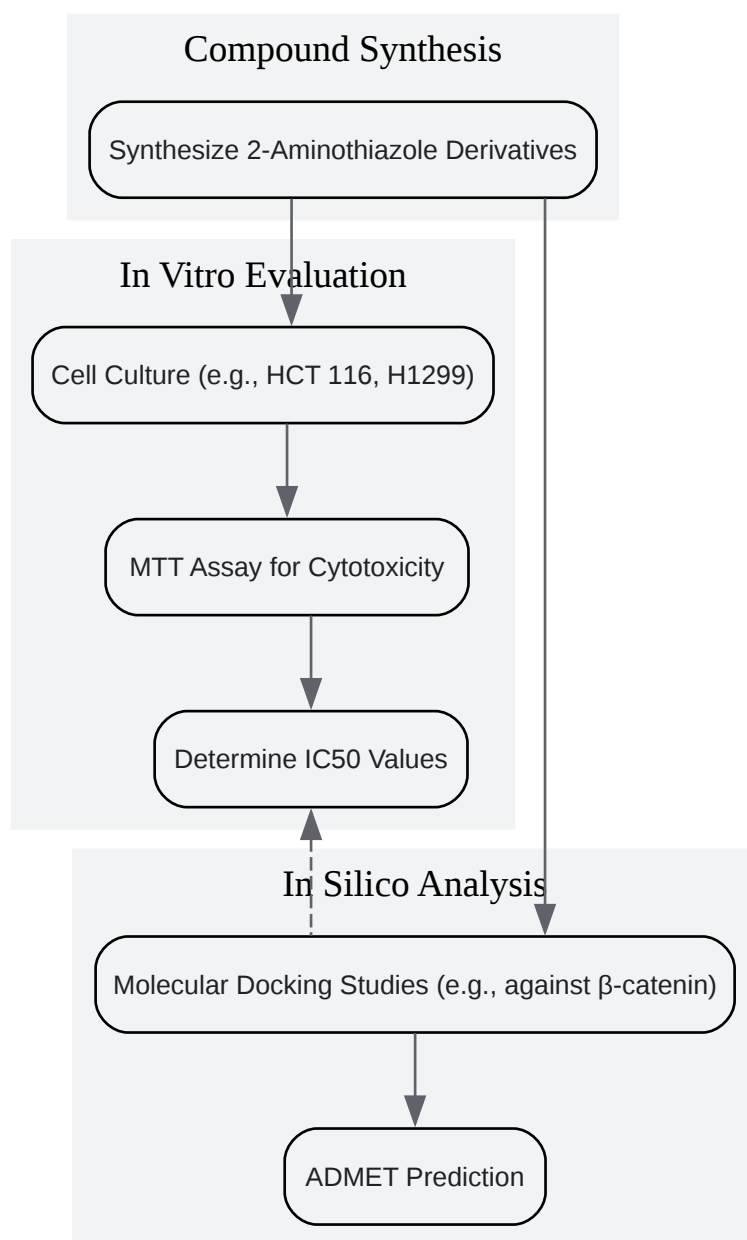 Compound Synthesis
Synthesize 2-Aminothiazole Derivatives
In Vitro Evaluation
Cell Culture (e.g., HCT 116, H1299)
MTT Assay for Cytotoxicity
Determine IC50 Values
In Silico Analysis
Molecular Docking Studies (e.g., against β-catenin)
ADMET Prediction